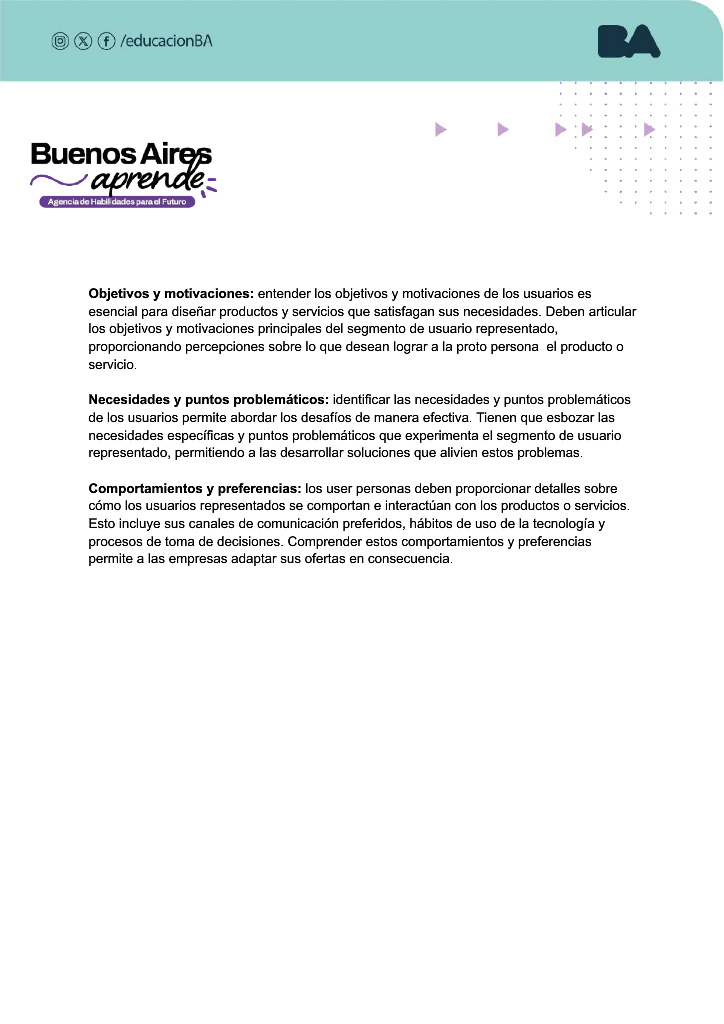 /educacionBA
BA
Buenos Aires
aprende
Agencia de Habilidades para el Futuro
Objetivos y motivaciones: entender los objetivos y motivaciones de los usuarios es
esencial para diseñar productos y servicios que satisfagan sus necesidades. Deben articular
los objetivos y motivaciones principales del segmento de usuario representado,
proporcionando percepciones sobre lo que desean lograr a la proto persona  el producto o
servicio.
Necesidades y puntos problemáticos: identificar las necesidades y puntos problemáticos
de los usuarios permite abordar los desafíos de manera efectiva. Tienen que esbozar las
necesidades específicas y puntos problemáticos que experimenta el segmento de usuario
representado, permitiendo a las desarrollar soluciones que alivien estos problemas.
Comportamientos y preferencias: los user personas deben proporcionar detalles sobre
cómo los usuarios representados se comportan e interactúan con los productos o servicios.
Esto incluye sus canales de comunicación preferidos, hábitos de uso de la tecnología y
procesos de toma de decisiones. Comprender estos comportamientos y preferencias
permite a las empresas adaptar sus ofertas en consecuencia.